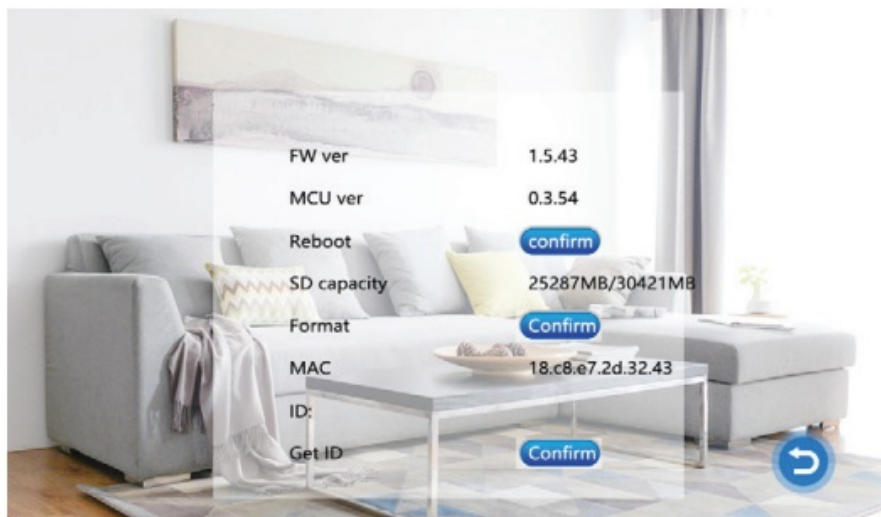 FW ver 1.5.43
MCU ver 0.3.54
Reboot confirm
SD capacity 25287MB/30421MB
Format Confirm
MAC 18.c8.e7.2d.32.43
ID:
Get ID Confirm